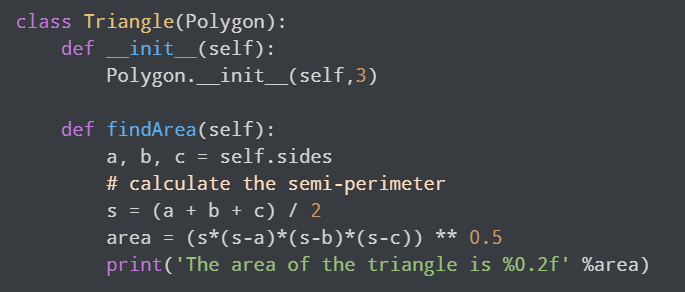 class Triangle(Polygon):
    def __init__(self):
        Polygon.__init__(self,3)

    def findArea(self):
        a, b, c = self.sides
        # calculate the semi-perimeter
        s = (a + b + c) / 2
        area = (s*(s-a)*(s-b)*(s-c)) ** 0.5
        print('The area of the triangle is %0.2f' %area)